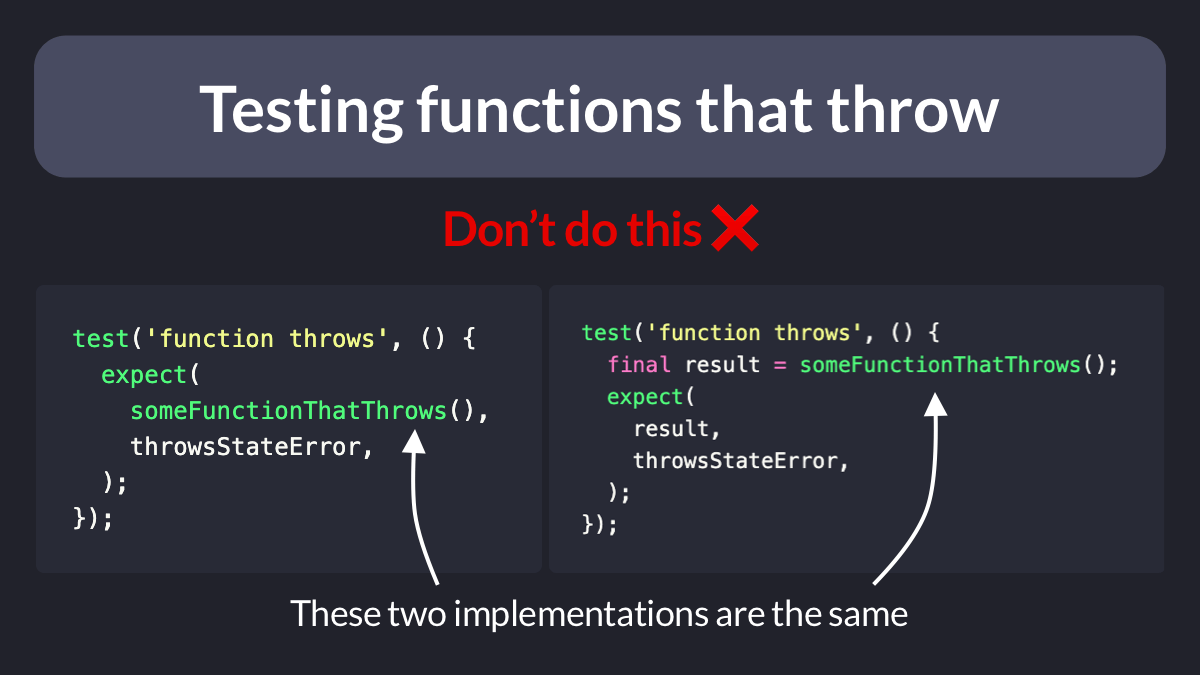 Testing functions that throw
Don’t do this ❌
test('function throws', () {
  expect(
    someFunctionThatThrows(),
    throwsStateError,
  );
});
test('function throws', () {
  final result = someFunctionThatThrows();
  expect(
    result,
    throwsStateError,
  );
});
These two implementations are the same